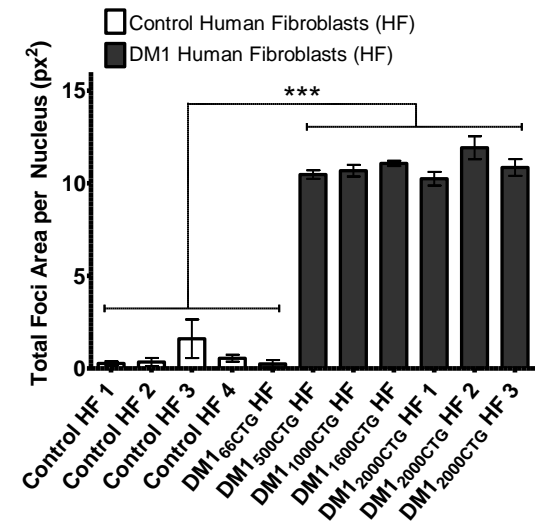 Control Human Fibroblasts (HF)
DM1 Human Fibroblasts (HF)
Total Foci Area per Nucleus (px²)
15
10
5
0
***
Control HF 1
Control HF 2
Control HF 3
Control HF 4
DM1₆₆CTG HF
DM1₅₀₀CTG HF
DM1₁₀₀₀CTG HF
DM1₁₆₀₀CTG HF
DM1₂₀₀₀CTG HF 1
DM1₂₀₀₀CTG HF 2
DM1₂₀₀₀CTG HF 3